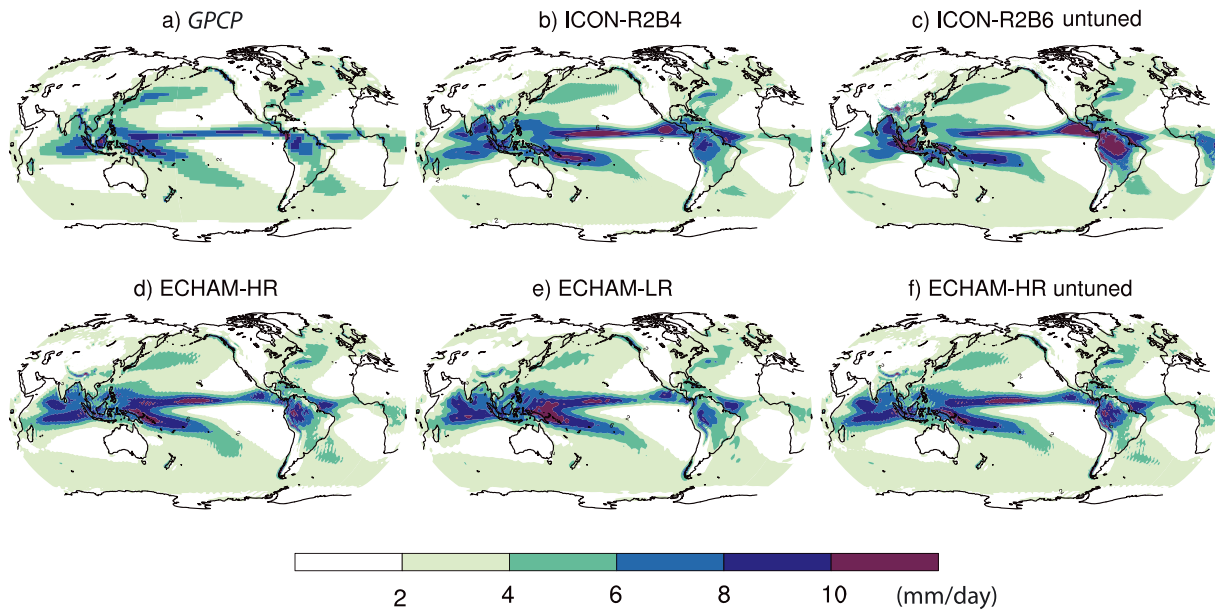 a) GPCP
b) ICON-R2B4
c) ICON-R2B6 untuned
d) ECHAM-HR
e) ECHAM-LR
f) ECHAM-HR untuned
2 4 6 8 10 (mm/day)